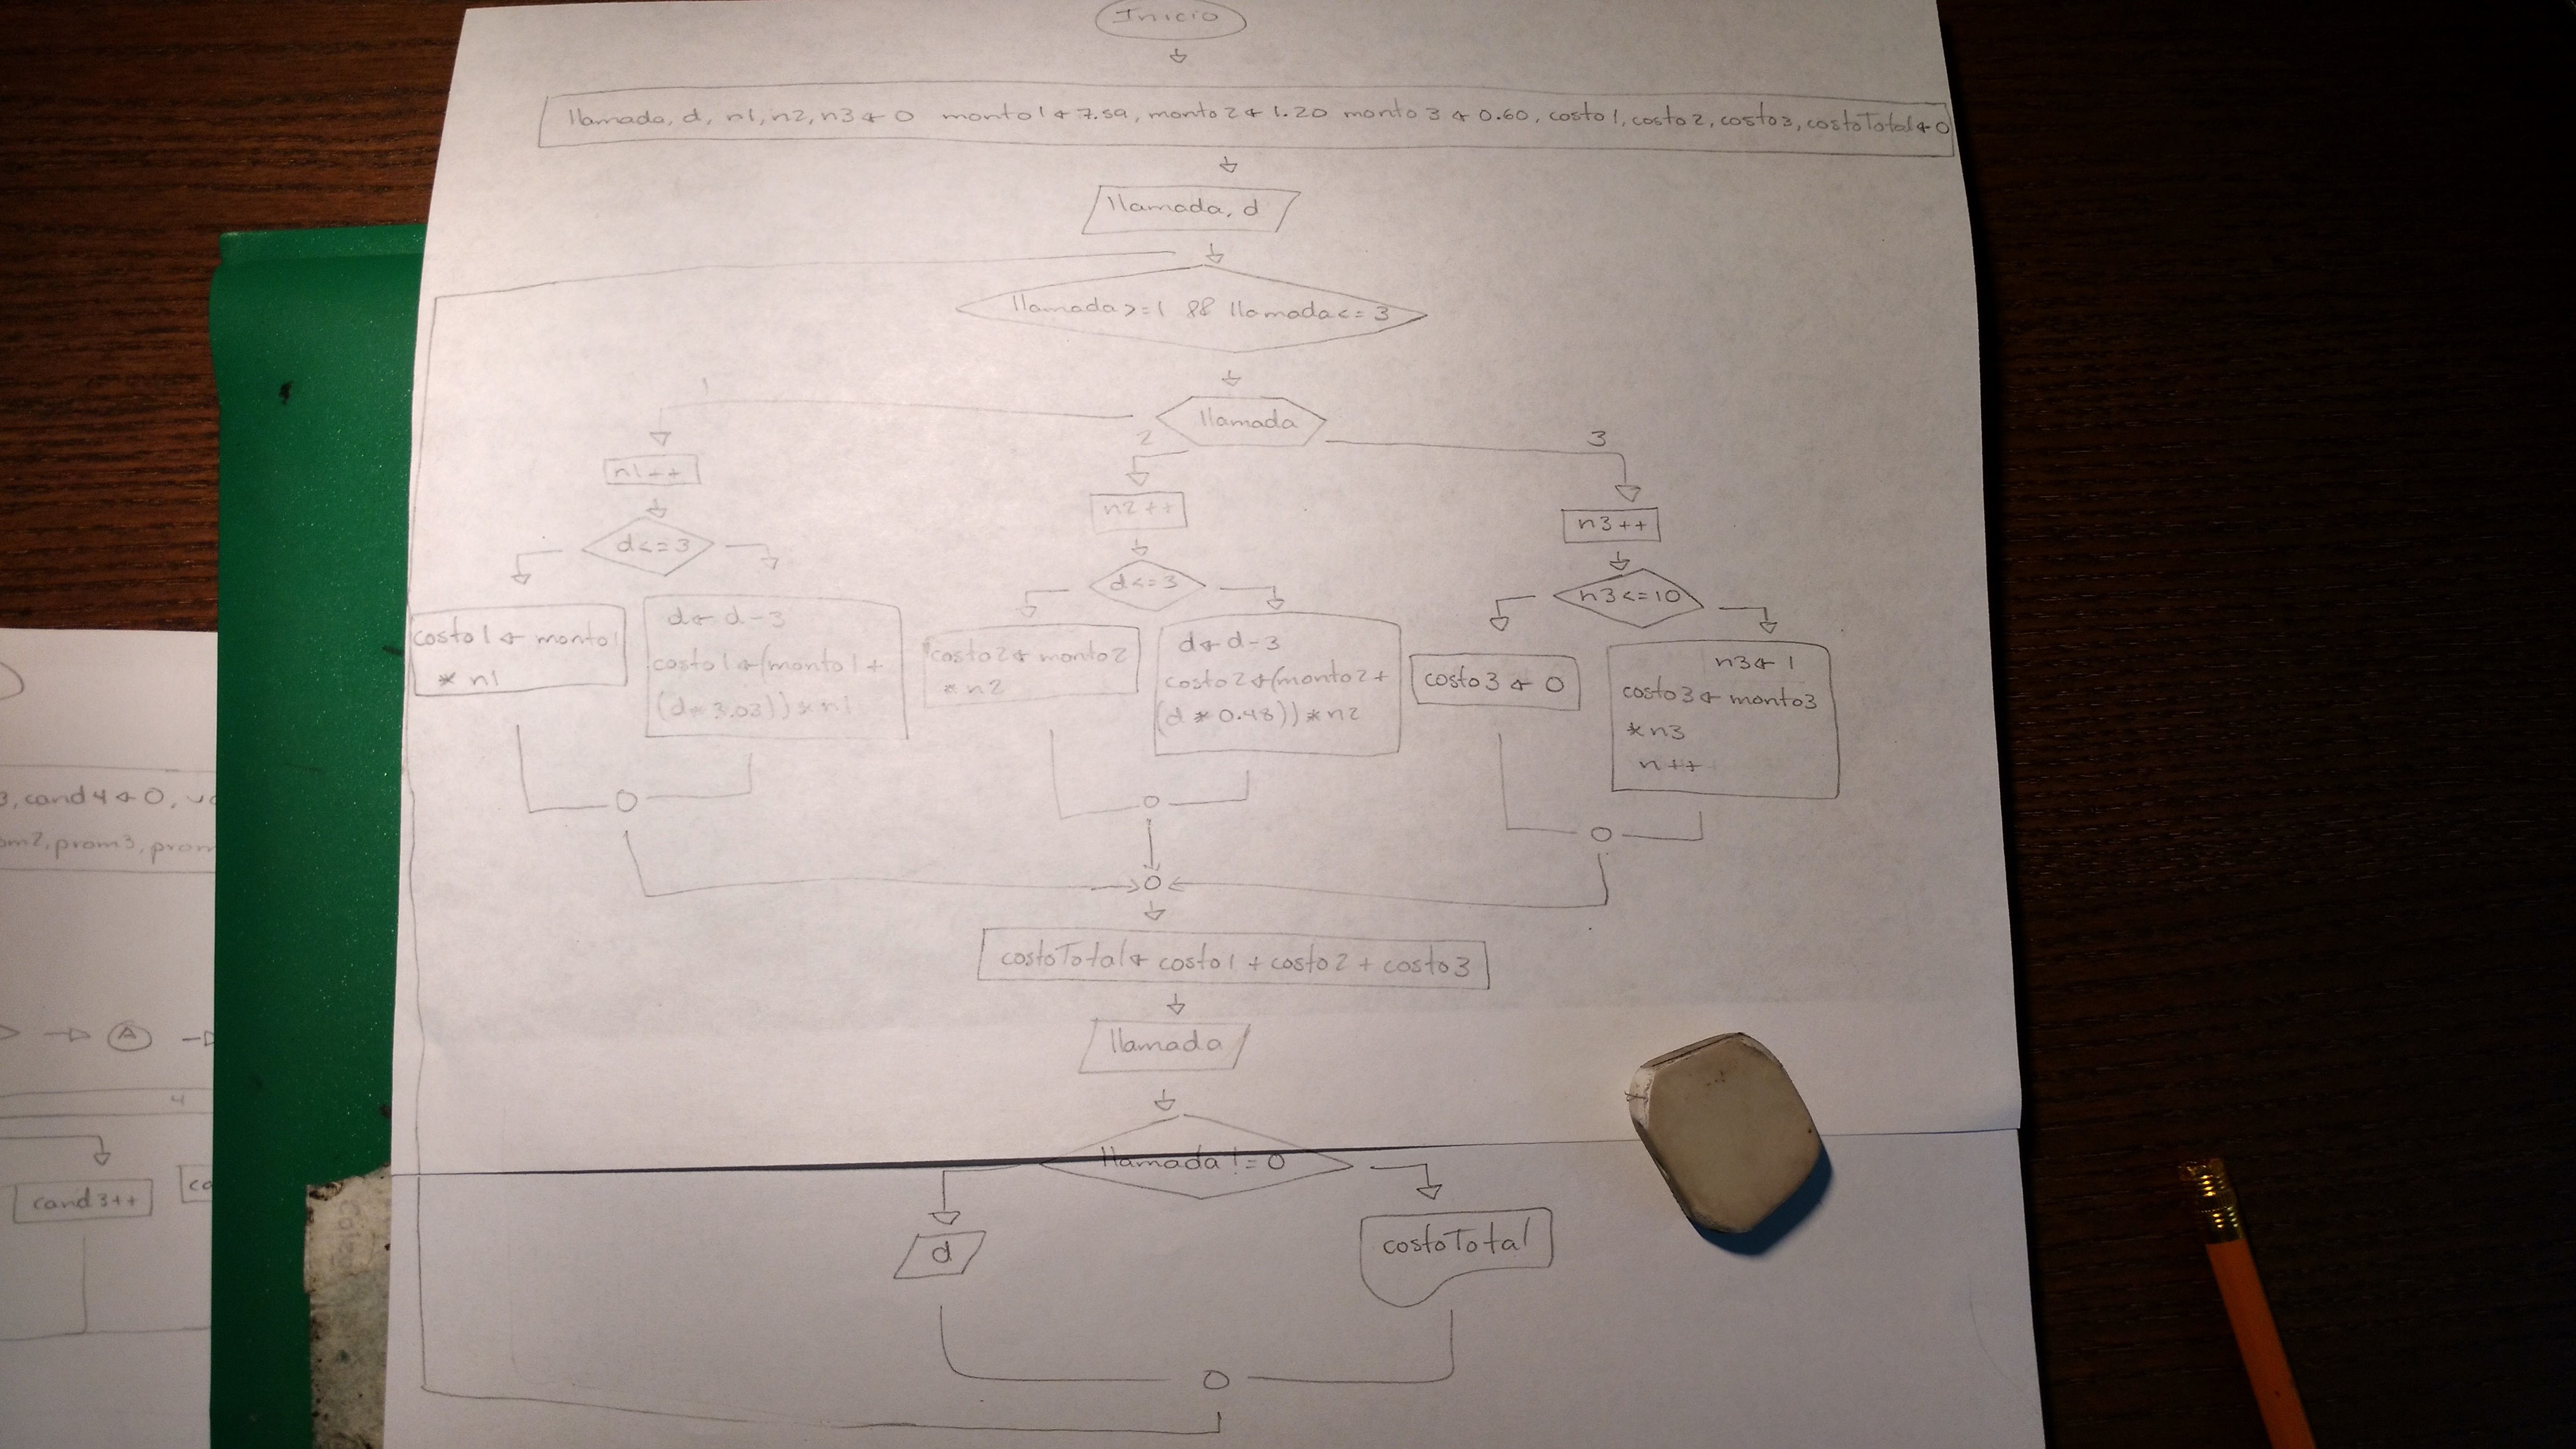 Inicio
llamada, d, n1, n2, n3 ← 0 monto1 ← 7.59, monto2 ← 1.20 monto3 ← 0.60, costo1, costo2, costo3, costoTotal ← 0
llamada, d
llamada >= 1 && llamada <= 3
llamada
1
2
3
n1++
d <= 3
costo1 ← monto1
* n1
d ← d - 3
costo1 ← (monto1 +
(d * 3.03)) * n1
n2++
d <= 3
costo2 ← monto2
* n2
d ← d - 3
costo2 ← (monto2 +
(d * 0.48)) * n2
n3++
n3 <= 10
costo3 ← 0
n3 ← 1
costo3 ← monto3
* n3
n++
costoTotal ← costo1 + costo2 + costo3
llamada
llamada != 0
d
costoTotal
3, cand4 ← 0,
prom3,
A
4
cand3++